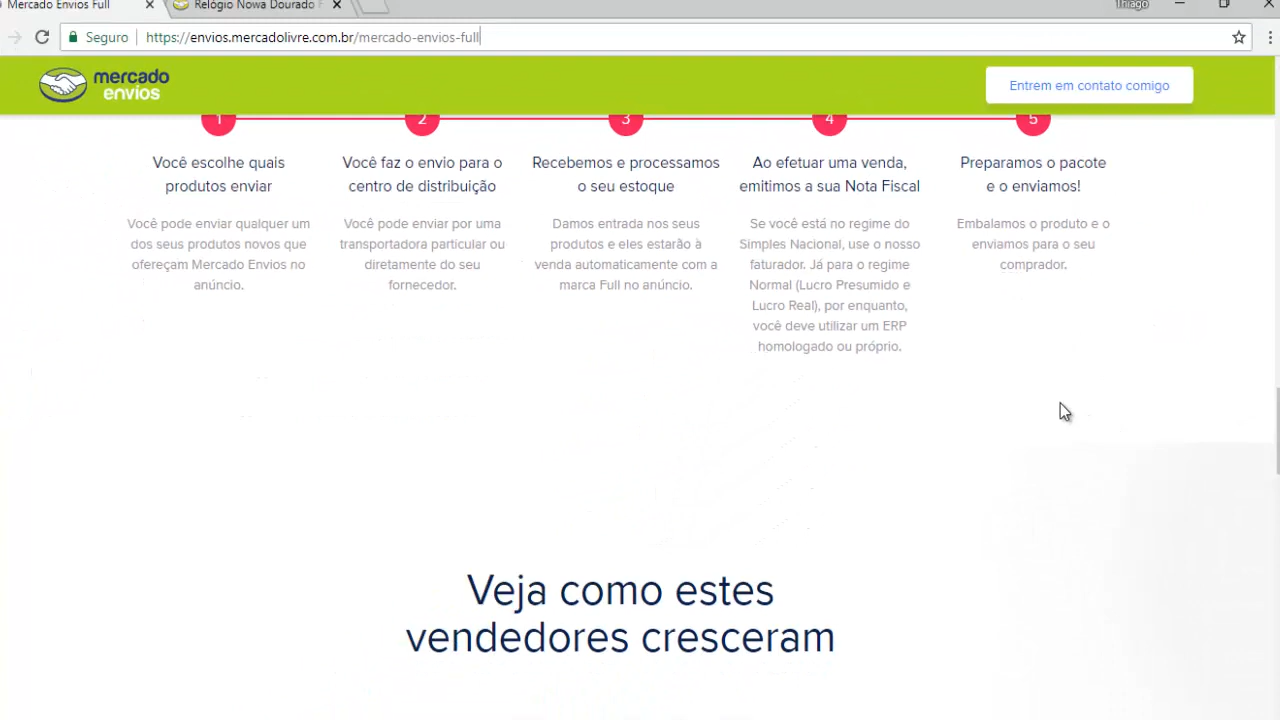 Mercado Envios Full
Relógio Nowa Dourado F
Thiago
Seguro
https://envios.mercadolivre.com.br/mercado-envios-full
mercado
envios
Entrem em contato comigo
1
2
3
4
5
Você escolhe quais
produtos enviar
Você pode enviar qualquer um
dos seus produtos novos que
ofereçam Mercado Envios no
anúncio.
Você faz o envio para o
centro de distribuição
Você pode enviar por uma
transportadora particular ou
diretamente do seu
fornecedor.
Recebemos e processamos
o seu estoque
Damos entrada nos seus
produtos e eles estarão à
venda automaticamente com a
marca Full no anúncio.
Ao efetuar uma venda,
emitimos a sua Nota Fiscal
Se você está no regime do
Simples Nacional, use o nosso
faturador. Já para o regime
Normal (Lucro Presumido e
Lucro Real), por enquanto,
você deve utilizar um ERP
homologado ou próprio.
Preparamos o pacote
e o enviamos!
Embalamos o produto e o
enviamos para o seu
comprador.
Veja como estes
vendedores cresceram